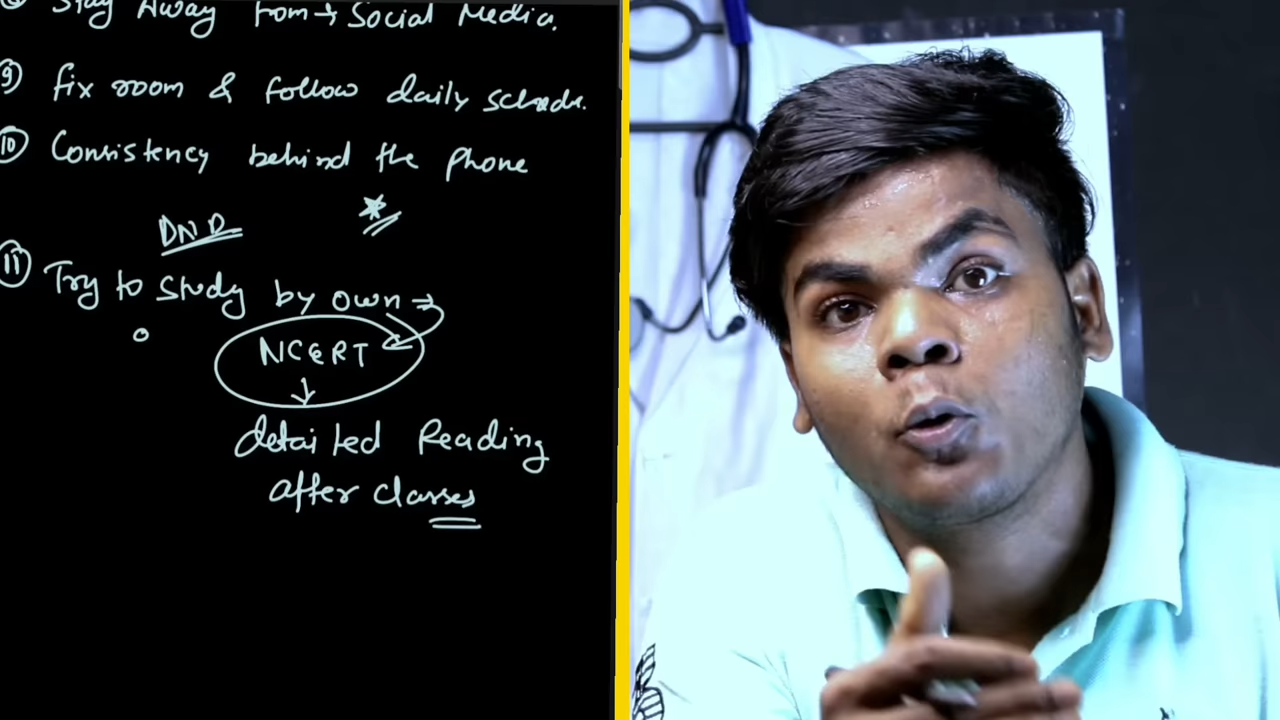 Stay Away from → Social Media.
⑨ fix room & follow daily schedu.
⑩ Consistency behind the phone
DND
⑪ Try to study by own →
NCERT
↓
detailed Reading
after classes